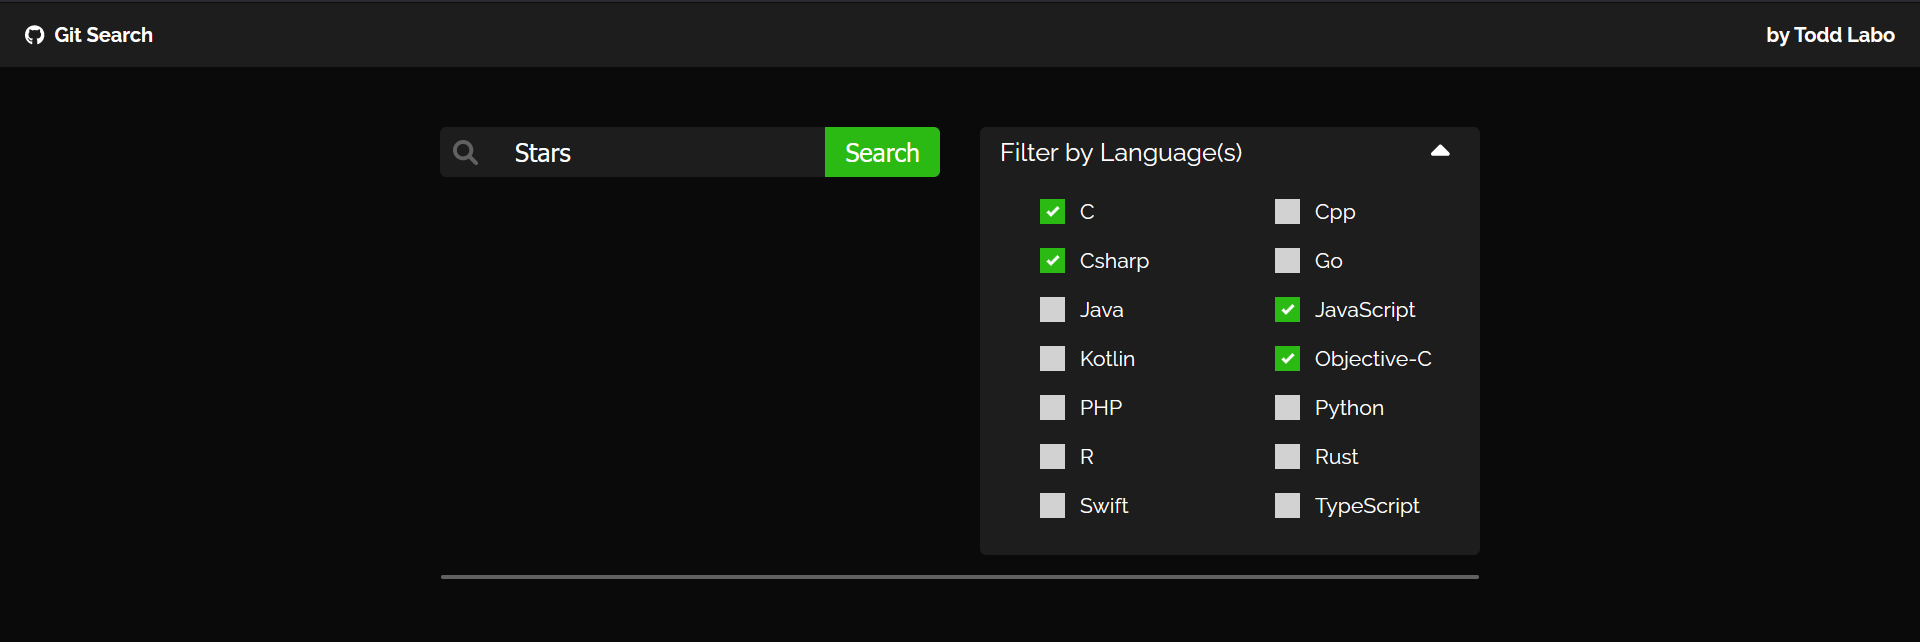 Git Search
by Todd Labo
Stars
Search
Filter by Language(s)
C
Cpp
Csharp
Go
Java
JavaScript
Kotlin
Objective-C
PHP
Python
R
Rust
Swift
TypeScript